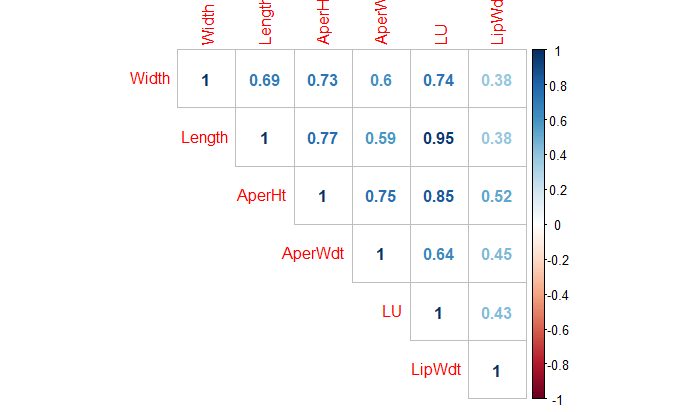 Width Length AperHt AperW LU LipWdt
Width 1 0.69 0.73 0.6 0.74 0.38
Length 1 0.77 0.59 0.95 0.38
AperHt 1 0.75 0.85 0.52
AperWdt 1 0.64 0.45
LU 1 0.43
LipWdt 1
1
0.8
0.6
0.4
0.2
0
-0.2
-0.4
-0.6
-0.8
-1